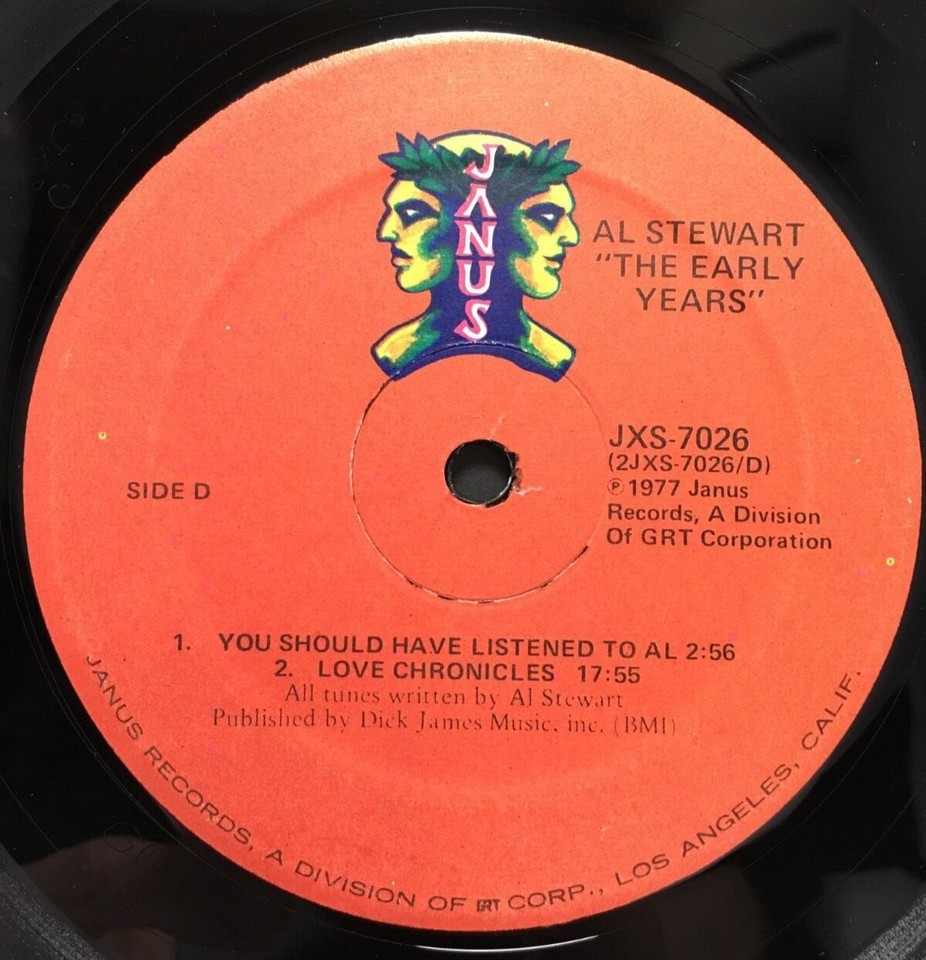 JANUS
AL STEWART
"THE EARLY
YEARS"
JXS-7026
(2JXS-7026/D)
℗1977 Janus
Records, A Division
Of GRT Corporation
SIDE D
1. YOU SHOULD HAVE LISTENED TO AL 2:56
2. LOVE CHRONICLES 17:55
All tunes written by Al Stewart
Published by Dick James Music, inc. (BMI)
JANUS RECORDS, A DIVISION OF GRT CORP., LOS ANGELES, CALIF.